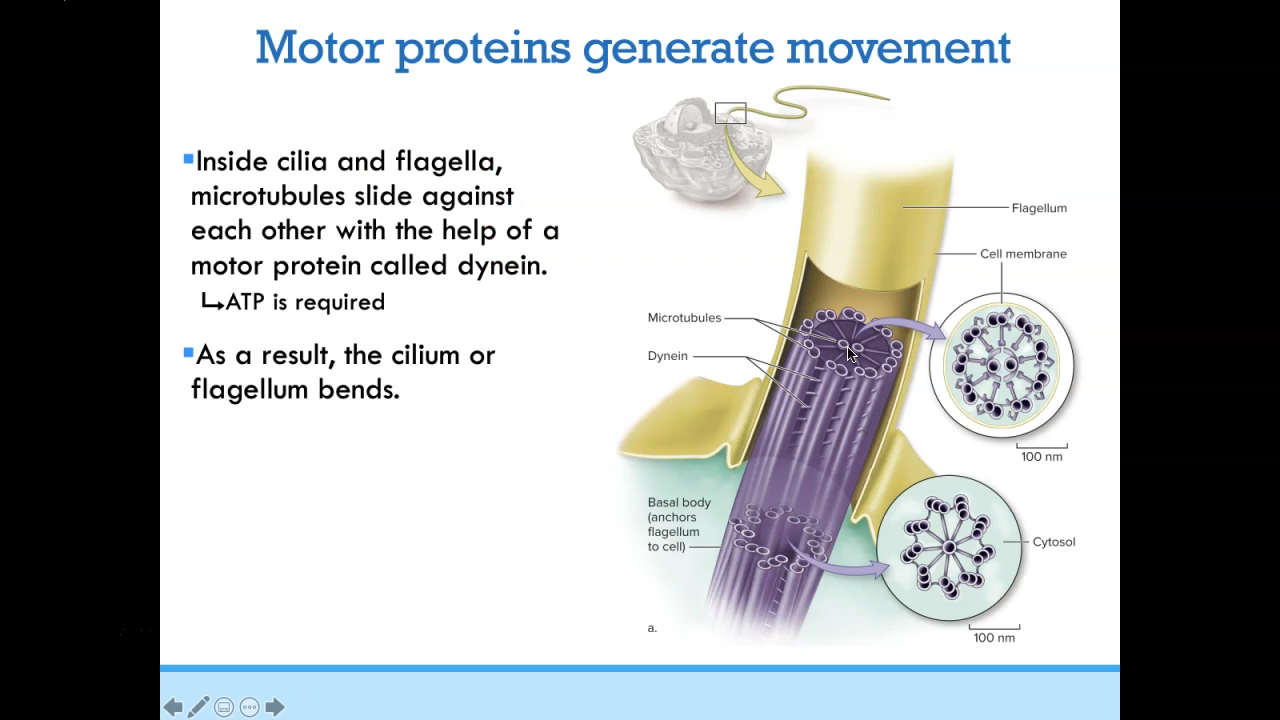 Motor proteins generate movement
Inside cilia and flagella,
microtubules slide against
each other with the help of a
motor protein called dynein.
ATP is required
As a result, the cilium or
flagellum bends.
Flagellum
Cell membrane
Microtubules
Dynein
100 nm
Basal body
(anchors
flagellum
to cell)
Cytosol
a.
100 nm